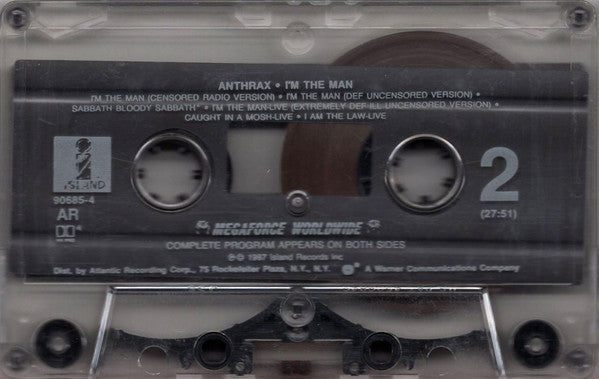 ANTHRAX • I'M THE MAN
I'M THE MAN (CENSORED RADIO VERSION) • I'M THE MAN (DEF UNCENSORED VERSION) •
SABBATH BLOODY SABBATH* • I'M THE MAN-LIVE (EXTREMELY DEF ILL UNCENSORED VERSION) •
CAUGHT IN A MOSH-LIVE • I AM THE LAW-LIVE
ISLAND
90685-4
AR
2
(27:51)
MEGAFORCE WORLDWIDE
COMPLETE PROGRAM APPEARS ON BOTH SIDES
℗© 1987 Island Records Inc
Dist. by Atlantic Recording Corp., 75 Rockefeller Plaza, N.Y., N.Y. A Warner Communications Company